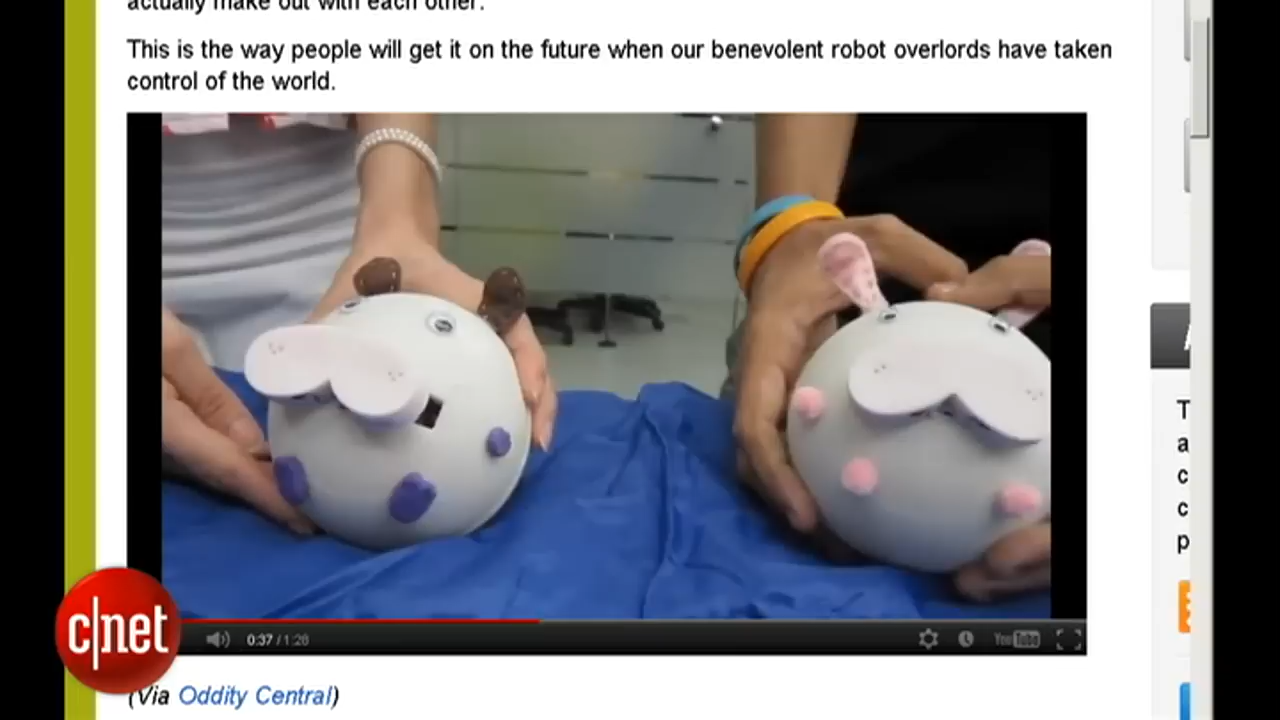 actually make out with each other.
This is the way people will get it on the future when our benevolent robot overlords have taken
control of the world.
0:37 / 1:28
YouTube
c|net
(Via Oddity Central)
T
a
c
c
p